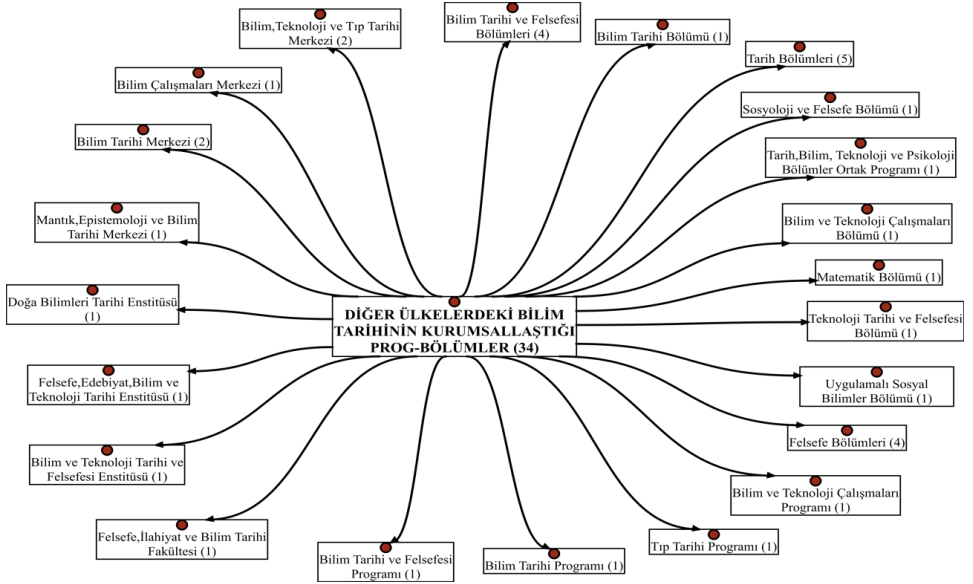 Bilim,Teknoloji ve Tıp Tarihi
Merkezi (2)
Bilim Tarihi ve Felsefesi
Bölümleri (4)
Bilim Tarihi Bölümü (1)
Tarih Bölümleri (5)
Bilim Çalışmaları Merkezi (1)
Sosyoloji ve Felsefe Bölümü (1)
Bilim Tarihi Merkezi (2)
Tarih,Bilim, Teknoloji ve Psikoloji
Bölümler Ortak Programı (1)
Mantık,Epistemoloji ve Bilim
Tarihi Merkezi (1)
Bilim ve Teknoloji Çalışmaları
Bölümü (1)
Matematik Bölümü (1)
Doğa Bilimleri Tarihi Enstitüsü
(1)
DİĞER ÜLKELERDEKİ BİLİM
TARİHİNİN KURUMSALLAŞTIĞI
PROG-BÖLÜMLER (34)
Teknoloji Tarihi ve Felsefesi
Bölümü (1)
Felsefe,Edebiyat,Bilim ve
Teknoloji Tarihi Enstitüsü (1)
Uygulamalı Sosyal
Bilimler Bölümü (1)
Felsefe Bölümleri (4)
Bilim ve Teknoloji Tarihi ve
Felsefesi Enstitüsü (1)
Bilim ve Teknoloji Çalışmaları
Programı (1)
Felsefe,İlahiyat ve Bilim Tarihi
Fakültesi (1)
Tıp Tarihi Programı (1)
Bilim Tarihi ve Felsefesi
Programı (1)
Bilim Tarihi Programı (1)